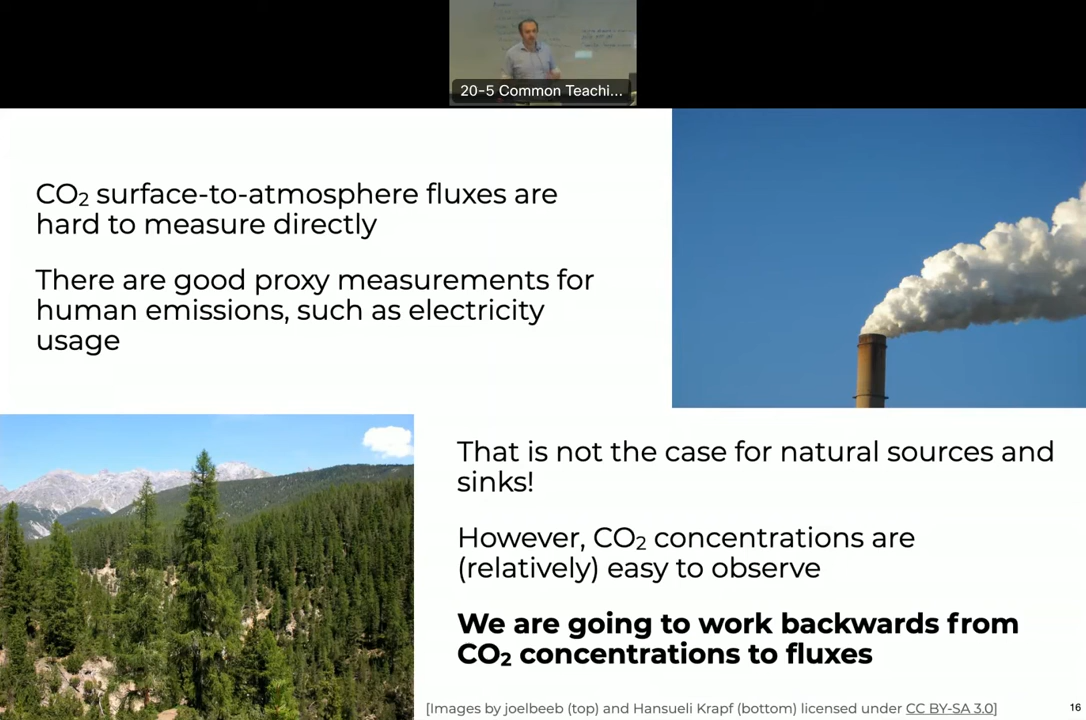 20-5 Common Teachi...
CO₂ surface-to-atmosphere fluxes are
hard to measure directly
There are good proxy measurements for
human emissions, such as electricity
usage
That is not the case for natural sources and
sinks!
However, CO₂ concentrations are
(relatively) easy to observe
We are going to work backwards from
CO₂ concentrations to fluxes
[Images by joelbeeb (top) and Hansueli Krapf (bottom) licensed under CC BY-SA 3.0]
16